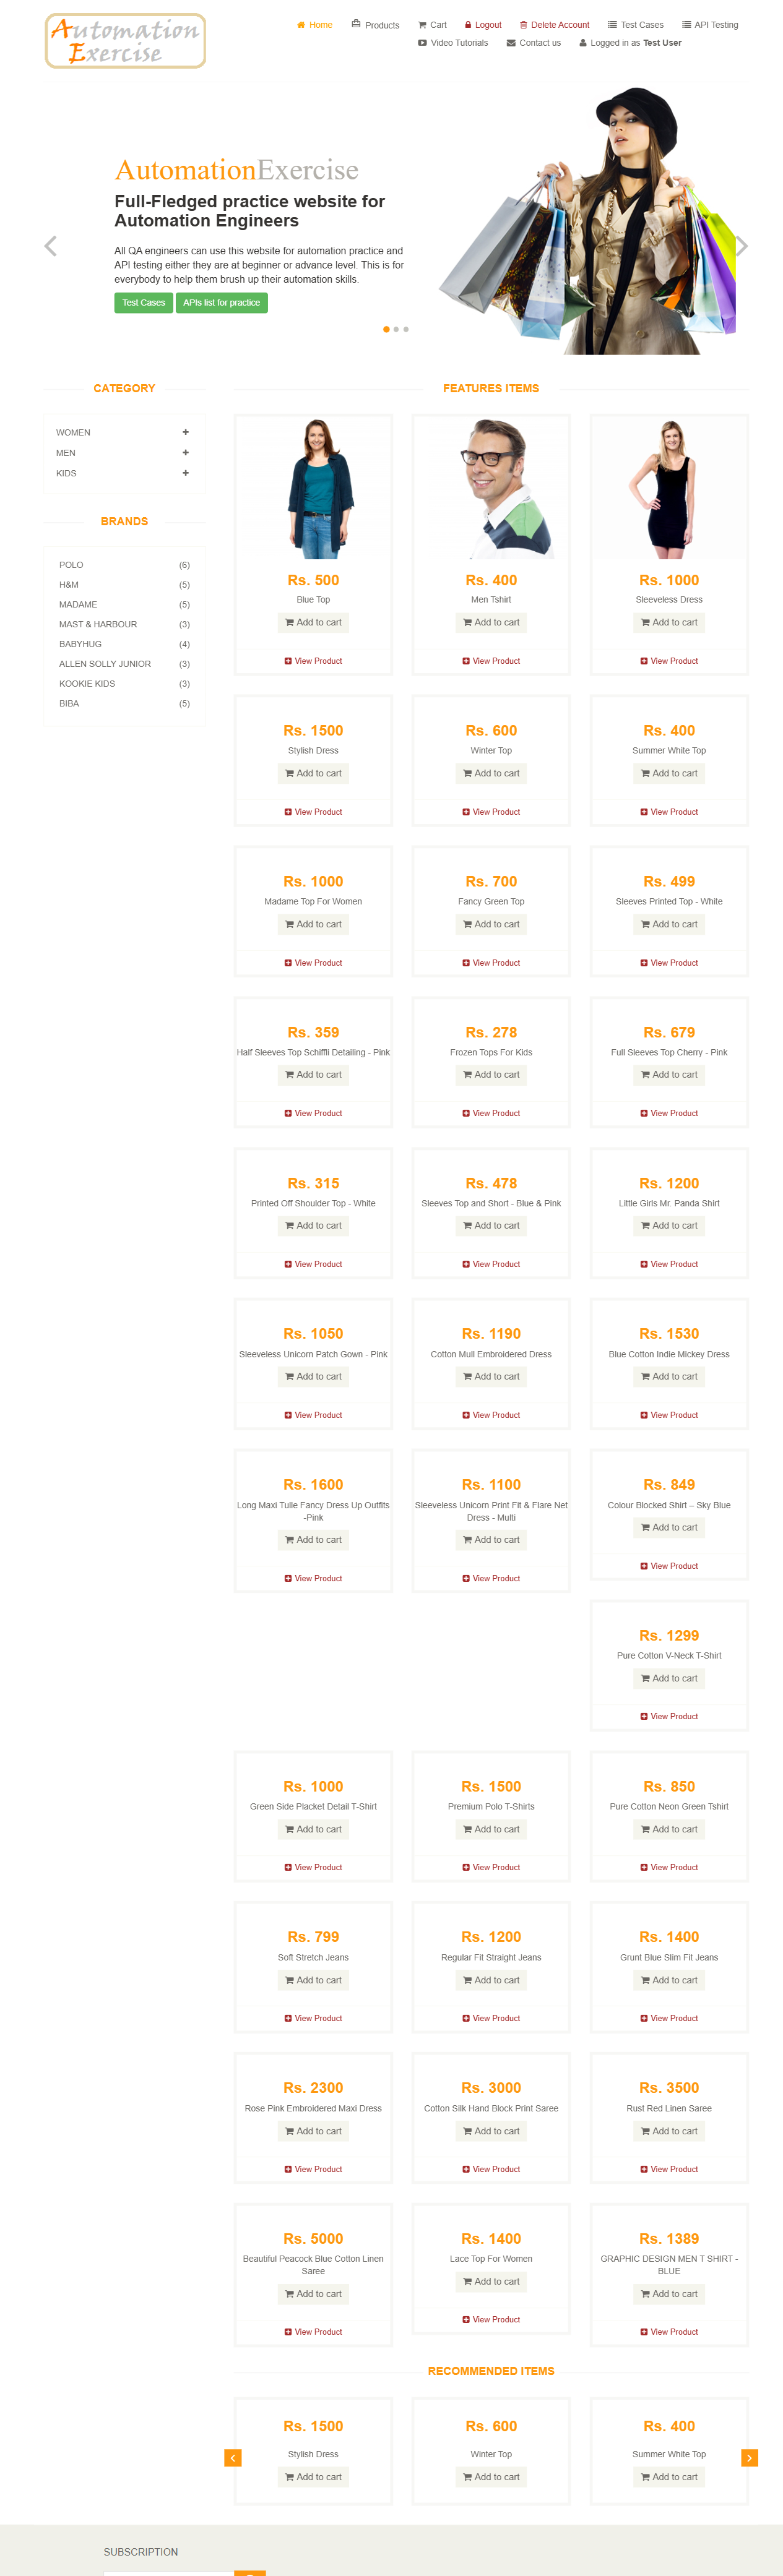 Automation
Exercise
Home
Products
Cart
Logout
Delete Account
Test Cases
API Testing
Video Tutorials
Contact us
Logged in as Test User
AutomationExercise
Full-Fledged practice website for
Automation Engineers
All QA engineers can use this website for automation practice and
API testing either they are at beginner or advance level. This is for
everybody to help them brush up their automation skills.
Test Cases
APIs list for practice
CATEGORY
WOMEN
MEN
KIDS
BRANDS
POLO (6)
H&M (5)
MADAME (5)
MAST & HARBOUR (3)
BABYHUG (4)
ALLEN SOLLY JUNIOR (3)
KOOKIE KIDS (3)
BIBA (5)
FEATURES ITEMS
Rs. 500
Blue Top
Add to cart
View Product
Rs. 400
Men Tshirt
Add to cart
View Product
Rs. 1000
Sleeveless Dress
Add to cart
View Product
Rs. 1500
Stylish Dress
Add to cart
View Product
Rs. 600
Winter Top
Add to cart
View Product
Rs. 400
Summer White Top
Add to cart
View Product
Rs. 1000
Madame Top For Women
Add to cart
View Product
Rs. 700
Fancy Green Top
Add to cart
View Product
Rs. 499
Sleeves Printed Top - White
Add to cart
View Product
Rs. 359
Half Sleeves Top Schiffli Detailing - Pink
Add to cart
View Product
Rs. 278
Frozen Tops For Kids
Add to cart
View Product
Rs. 679
Full Sleeves Top Cherry - Pink
Add to cart
View Product
Rs. 315
Printed Off Shoulder Top - White
Add to cart
View Product
Rs. 478
Sleeves Top and Short - Blue & Pink
Add to cart
View Product
Rs. 1200
Little Girls Mr. Panda Shirt
Add to cart
View Product
Rs. 1050
Sleeveless Unicorn Patch Gown - Pink
Add to cart
View Product
Rs. 1190
Cotton Mull Embroidered Dress
Add to cart
View Product
Rs. 1530
Blue Cotton Indie Mickey Dress
Add to cart
View Product
Rs. 1600
Long Maxi Tulle Fancy Dress Up Outfits
-Pink
Add to cart
View Product
Rs. 1100
Sleeveless Unicorn Print Fit & Flare Net
Dress - Multi
Add to cart
View Product
Rs. 849
Colour Blocked Shirt – Sky Blue
Add to cart
View Product
Rs. 1299
Pure Cotton V-Neck T-Shirt
Add to cart
View Product
Rs. 1000
Green Side Placket Detail T-Shirt
Add to cart
View Product
Rs. 1500
Premium Polo T-Shirts
Add to cart
View Product
Rs. 850
Pure Cotton Neon Green Tshirt
Add to cart
View Product
Rs. 799
Soft Stretch Jeans
Add to cart
View Product
Rs. 1200
Regular Fit Straight Jeans
Add to cart
View Product
Rs. 1400
Grunt Blue Slim Fit Jeans
Add to cart
View Product
Rs. 2300
Rose Pink Embroidered Maxi Dress
Add to cart
View Product
Rs. 3000
Cotton Silk Hand Block Print Saree
Add to cart
View Product
Rs. 3500
Rust Red Linen Saree
Add to cart
View Product
Rs. 5000
Beautiful Peacock Blue Cotton Linen
Saree
Add to cart
View Product
Rs. 1400
Lace Top For Women
Add to cart
View Product
Rs. 1389
GRAPHIC DESIGN MEN T SHIRT -
BLUE
Add to cart
View Product
RECOMMENDED ITEMS
Rs. 1500
Stylish Dress
Add to cart
Rs. 600
Winter Top
Add to cart
Rs. 400
Summer White Top
Add to cart
SUBSCRIPTION